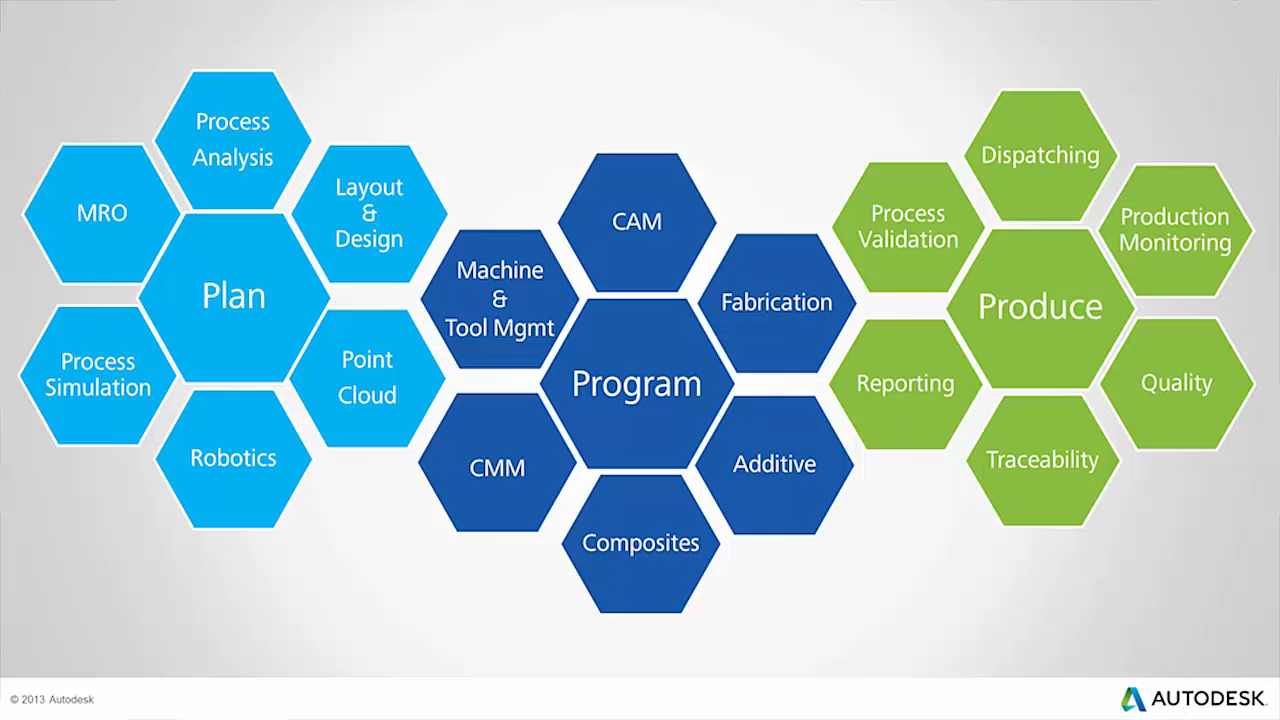 Process
Analysis
MRO
Layout
&
Design
Plan
Process
Simulation
Point
Cloud
Robotics
CAM
Machine
&
Tool Mgmt
Fabrication
Program
CMM
Additive
Composites
Dispatching
Process
Validation
Production
Monitoring
Produce
Reporting
Quality
Traceability
© 2013 Autodesk
AUTODESK